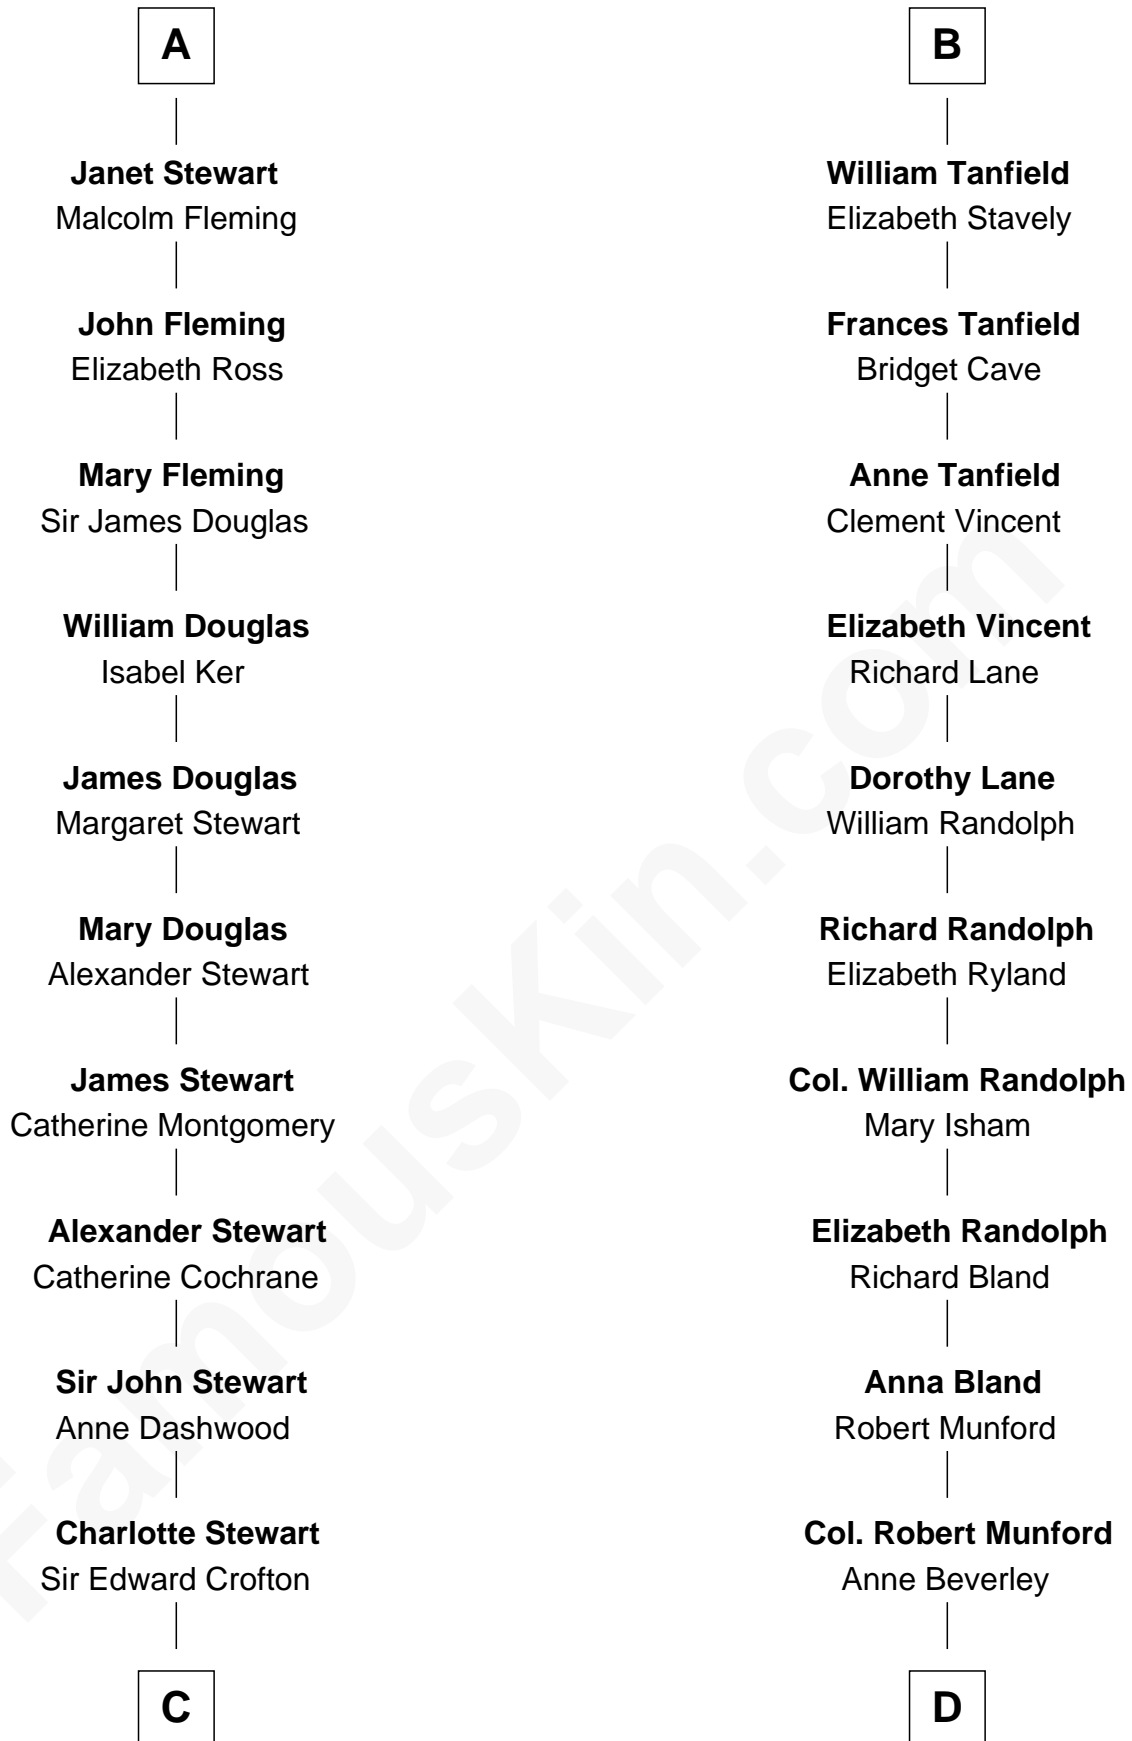 A
Janet Stewart
Malcolm Fleming
John Fleming
Elizabeth Ross
Mary Fleming
Sir James Douglas
William Douglas
Isabel Ker
James Douglas
Margaret Stewart
Mary Douglas
Alexander Stewart
James Stewart
Catherine Montgomery
Alexander Stewart
Catherine Cochrane
Sir John Stewart
Anne Dashwood
Charlotte Stewart
Sir Edward Crofton
C
B
William Tanfield
Elizabeth Stavely
Frances Tanfield
Bridget Cave
Anne Tanfield
Clement Vincent
Elizabeth Vincent
Richard Lane
Dorothy Lane
William Randolph
Richard Randolph
Elizabeth Ryland
Col. William Randolph
Mary Isham
Elizabeth Randolph
Richard Bland
Anna Bland
Robert Munford
Col. Robert Munford
Anne Beverley
D
FamousKin.com